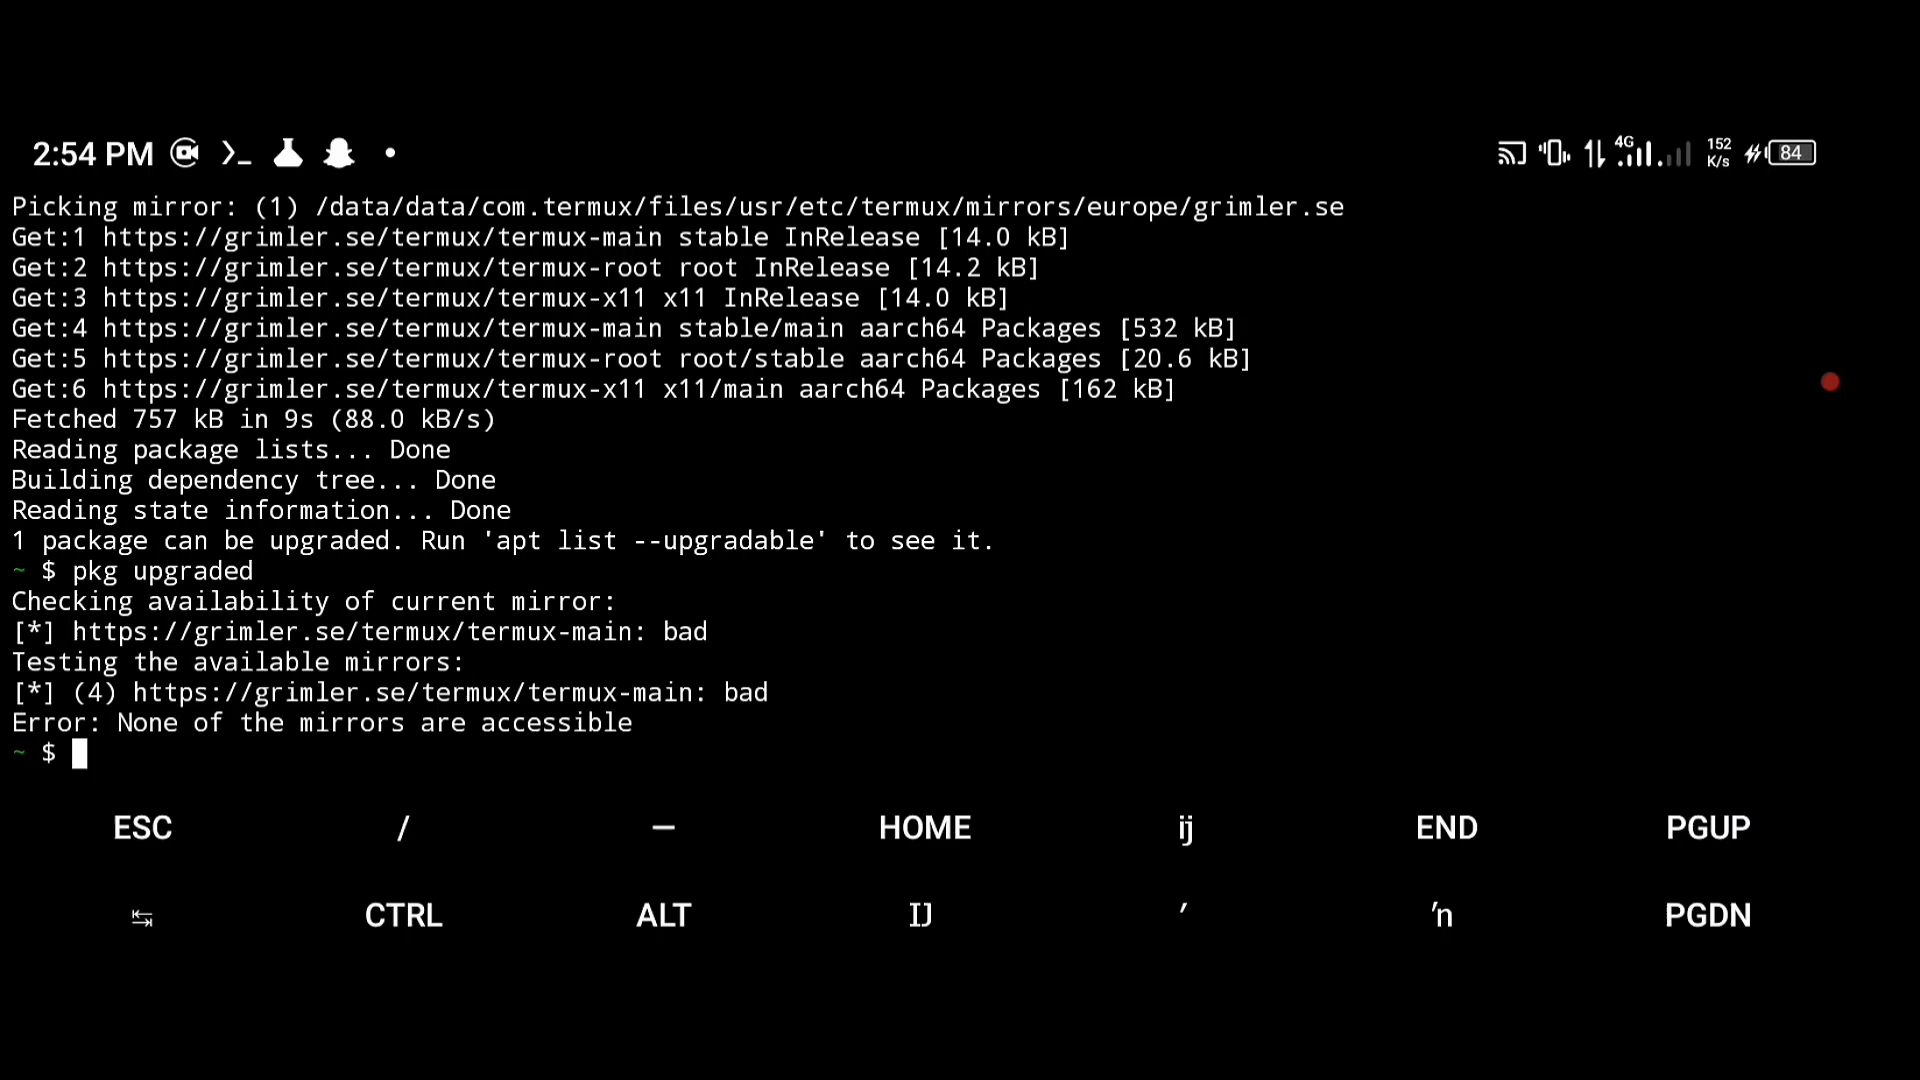 2:54 PM
4G
152
K/s
84
Picking mirror: (1) /data/data/com.termux/files/usr/etc/termux/mirrors/europe/grimler.se
Get:1 https://grimler.se/termux/termux-main stable InRelease [14.0 kB]
Get:2 https://grimler.se/termux/termux-root root InRelease [14.2 kB]
Get:3 https://grimler.se/termux/termux-x11 x11 InRelease [14.0 kB]
Get:4 https://grimler.se/termux/termux-main stable/main aarch64 Packages [532 kB]
Get:5 https://grimler.se/termux/termux-root root/stable aarch64 Packages [20.6 kB]
Get:6 https://grimler.se/termux/termux-x11 x11/main aarch64 Packages [162 kB]
Fetched 757 kB in 9s (88.0 kB/s)
Reading package lists... Done
Building dependency tree... Done
Reading state information... Done
1 package can be upgraded. Run 'apt list --upgradable' to see it.
~ $ pkg upgraded
Checking availability of current mirror:
[*] https://grimler.se/termux/termux-main: bad
Testing the available mirrors:
[*] (4) https://grimler.se/termux/termux-main: bad
Error: None of the mirrors are accessible
~ $
ESC / — HOME ĳ END PGUP
↹ CTRL ALT Ĳ ′ ŉ PGDN